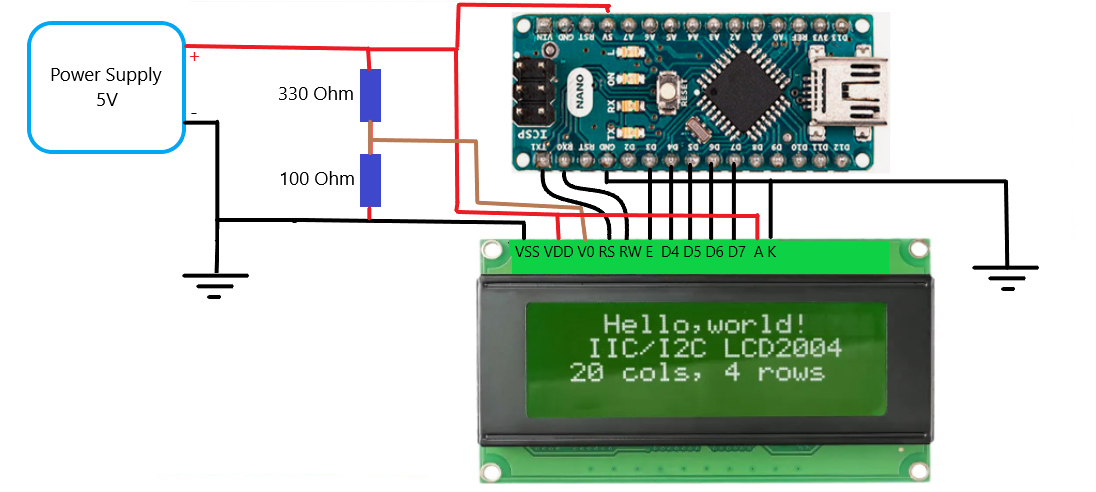 Power Supply
5V
+
-
330 Ohm
100 Ohm
VIN GND RST 5V A7 A6 A5 A4 A3 A2 A1 A0 REF 3V3 D13
L
ON
RX
TX
NANO
RESET
ICSP
TX1 RX0 RST GND D2 D3 D4 D5 D6 D7 D8 D9 D10 D11 D12
VSS VDD V0 RS RW E D4 D5 D6 D7 A K
Hello,world!
IIC/I2C LCD2004
20 cols, 4 rows